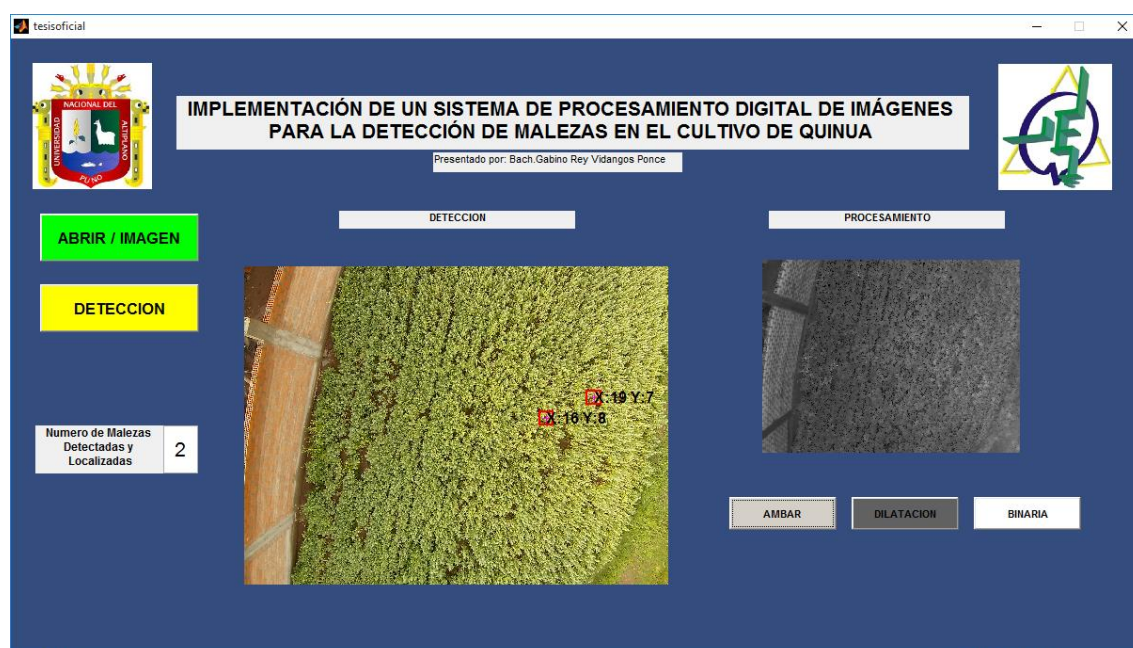 tesisoficial
IMPLEMENTACIÓN DE UN SISTEMA DE PROCESAMIENTO DIGITAL DE IMÁGENES
PARA LA DETECCIÓN DE MALEZAS EN EL CULTIVO DE QUINUA
Presentado por: Bach.Gabino Rey Vidangos Ponce
UNIVERSIDAD
NACIONAL DEL
ALTIPLANO
PUNO
ABRIR / IMAGEN
DETECCION
Numero de Malezas
Detectadas y
Localizadas
2
DETECCION
X:19 Y:7
X:16 Y:8
PROCESAMIENTO
AMBAR
DILATACION
BINARIA